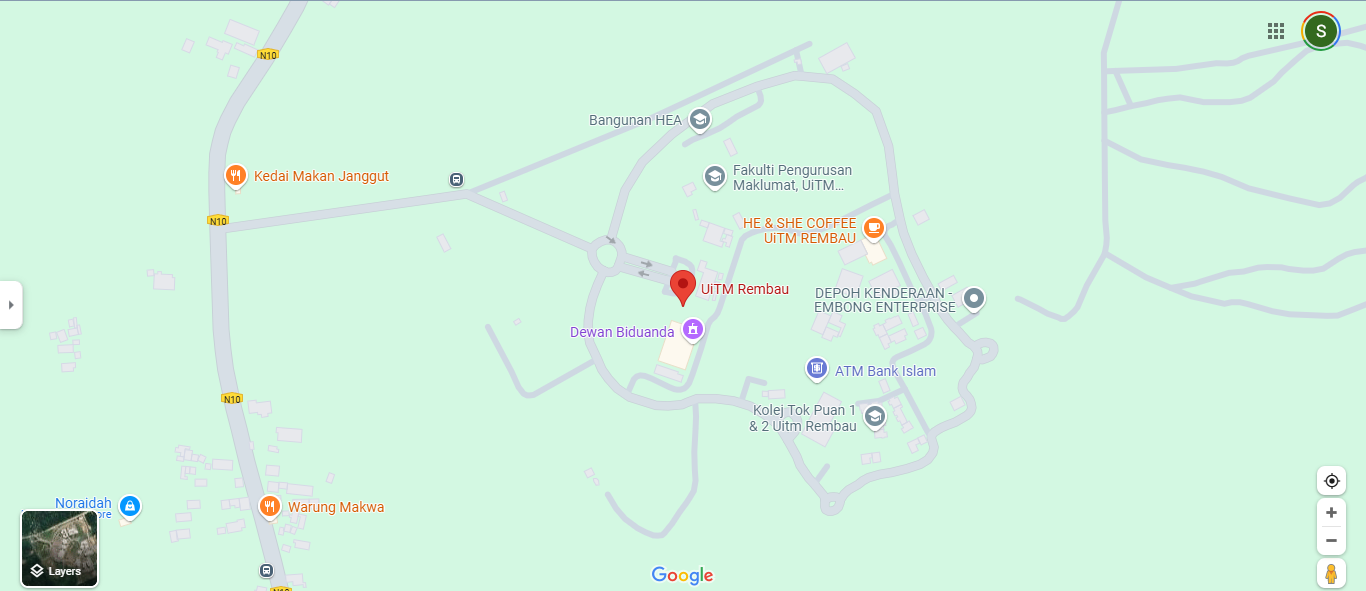 S
N10
Bangunan HEA
Kedai Makan Janggut
Fakulti Pengurusan
Maklumat, UiTM...
N10
HE & SHE COFFEE
UiTM REMBAU
UiTM Rembau
DEPOH KENDERAAN -
EMBONG ENTERPRISE
Dewan Biduanda
ATM Bank Islam
N10
Kolej Tok Puan 1
& 2 Uitm Rembau
Noraidah
ore
Warung Makwa
Layers
Google
N10